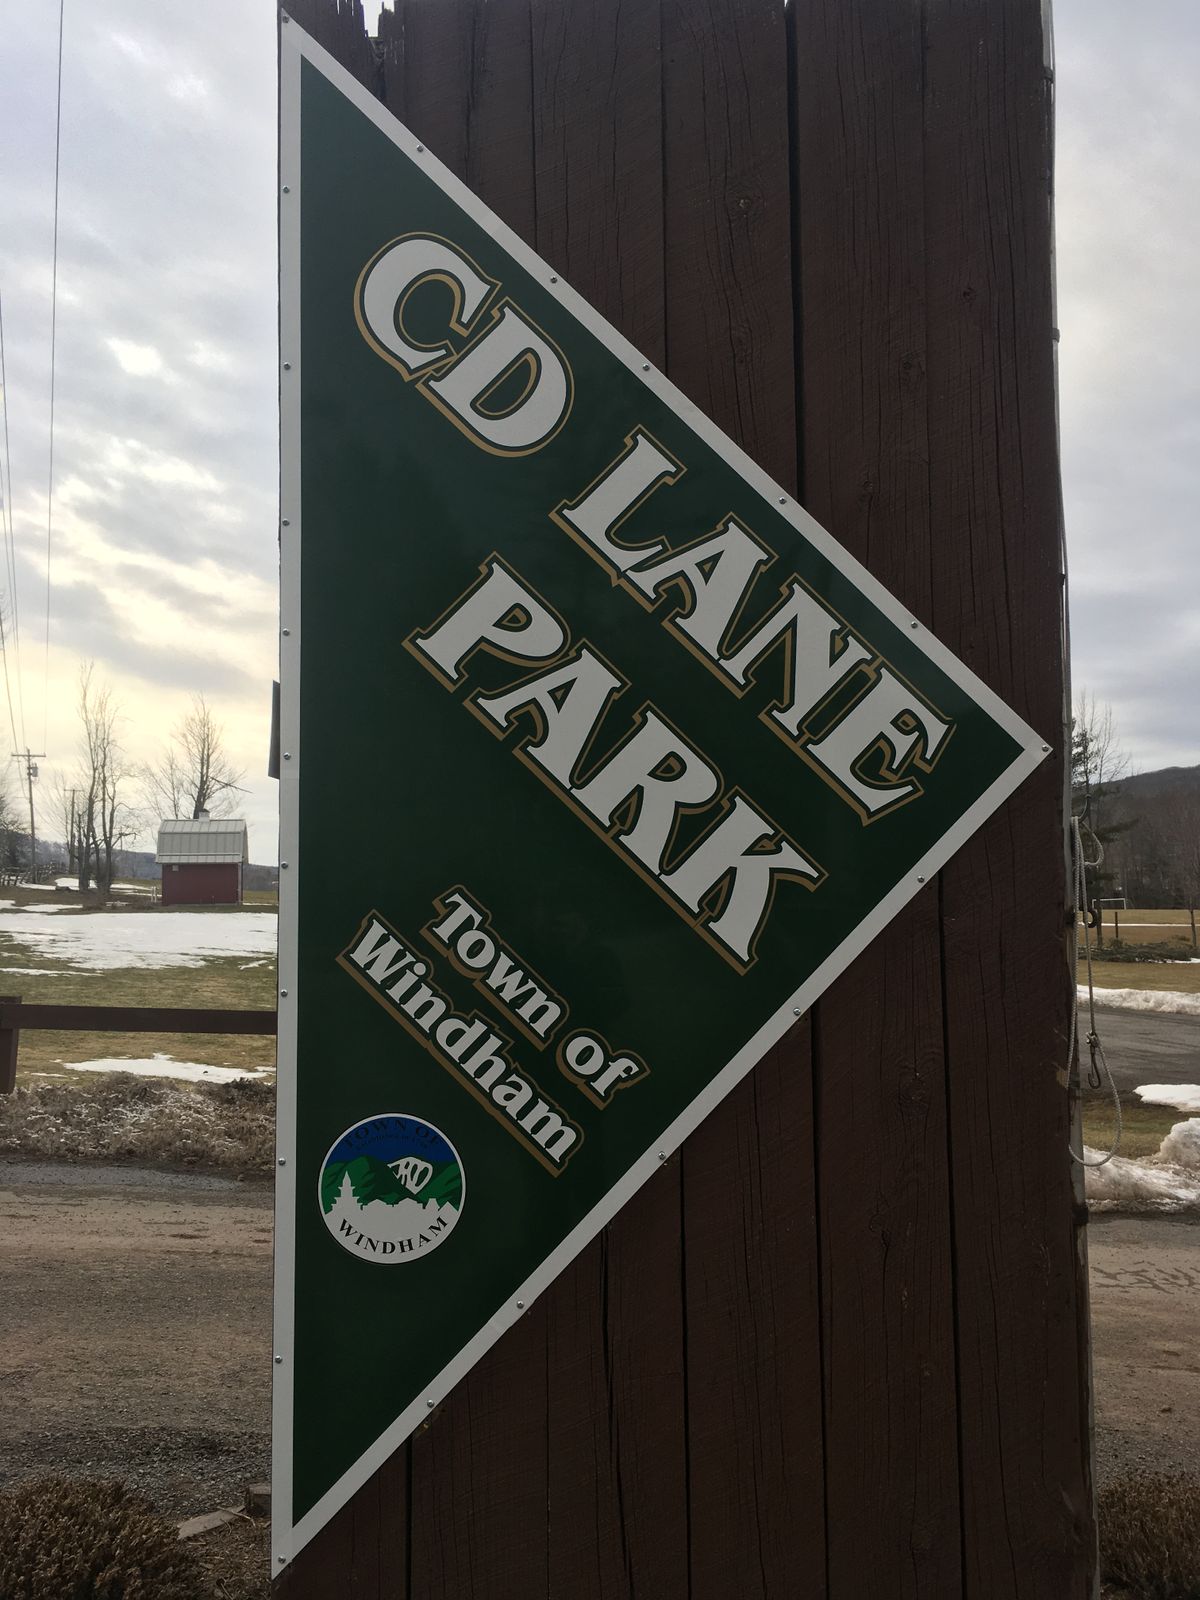 CD LANE
PARK
Town of
Windham
TOWN OF
WINDHAM